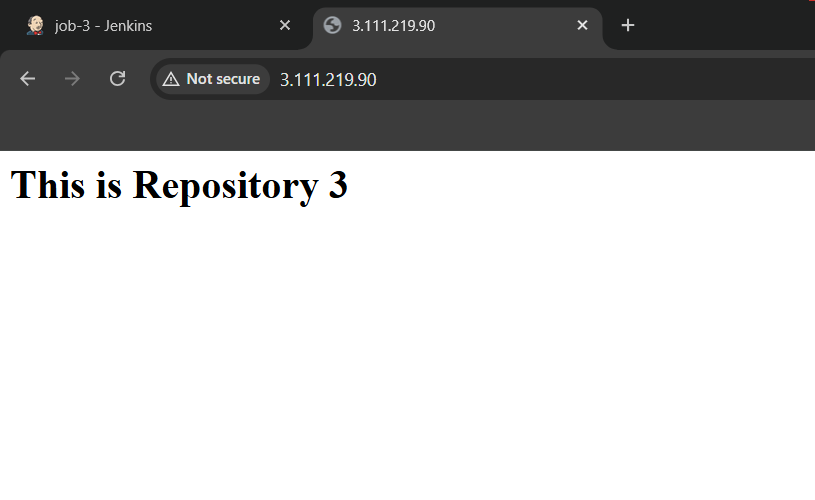 job-3 - Jenkins
3.111.219.90
Not secure
3.111.219.90
This is Repository 3